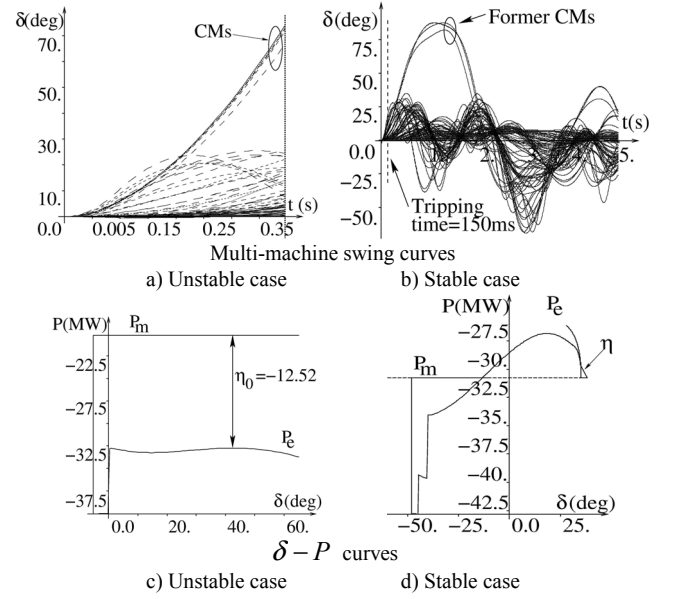 δ(deg)
70.
50.
30.
10.
0.0
0.005 0.15 0.25 0.35
t (s)
CMs
δ(deg)
75.
50.
25.
0.0
−25.
−50.
t(s)
2.
4.
5.
Former CMs
Tripping
time=150ms
Multi-machine swing curves
a) Unstable case
b) Stable case
P(MW)
Pm
−22.5
−27.5
−32.5
−37.5
η0=−12.52
Pe
δ(deg)
0.0 20. 40. 60.
P(MW)
Pe
−27.5
−30.
−32.5
−35.
−37.5
−40.
−42.5
Pm
η
δ(deg)
−50. −25. 0.0 25.
δ − P curves
c) Unstable case
d) Stable case